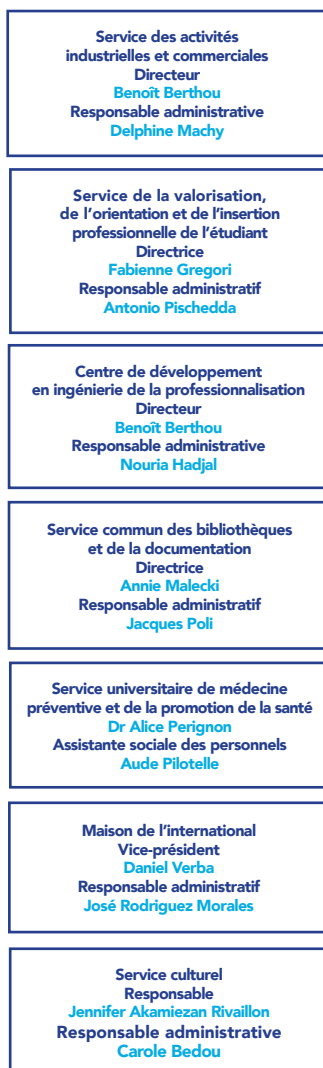 Service des activités
industrielles et commerciales
Directeur
Benoît Berthou
Responsable administrative
Delphine Machy
Service de la valorisation,
de l'orientation et de l'insertion
professionnelle de l'étudiant
Directrice
Fabienne Gregori
Responsable administratif
Antonio Pischedda
Centre de développement
en ingénierie de la professionnalisation
Directeur
Benoît Berthou
Responsable administrative
Nouria Hadjal
Service commun des bibliothèques
et de la documentation
Directrice
Annie Malecki
Responsable administratif
Jacques Poli
Service universitaire de médecine
préventive et de la promotion de la santé
Dr Alice Perignon
Assistante sociale des personnels
Aude Pilotelle
Maison de l'international
Vice-président
Daniel Verba
Responsable administratif
José Rodriguez Morales
Service culturel
Responsable
Jennifer Akamiezan Rivaillon
Responsable administrative
Carole Bedou